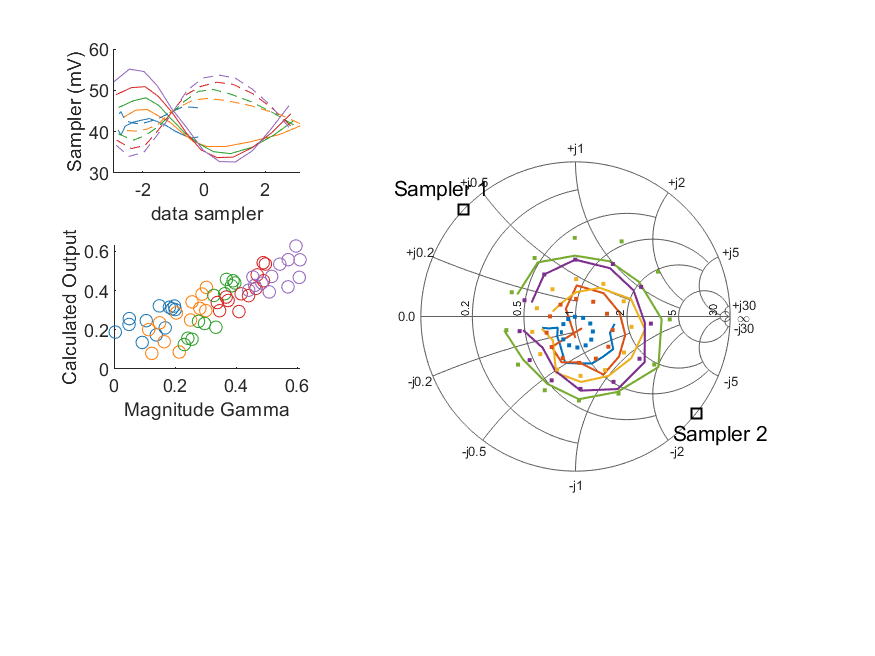 60
50
40
30
Sampler (mV)
-2
0
2
data sampler
0.6
0.4
0.2
0
Calculated Output
0
0.2
0.4
0.6
Magnitude Gamma
+j1
+j0.5
+j2
Sampler 1
+j0.2
+j5
0.0
0.2
0.5
1
2
5
30
+j30
∞
-j30
-j0.2
-j5
Sampler 2
-j0.5
-j2
-j1